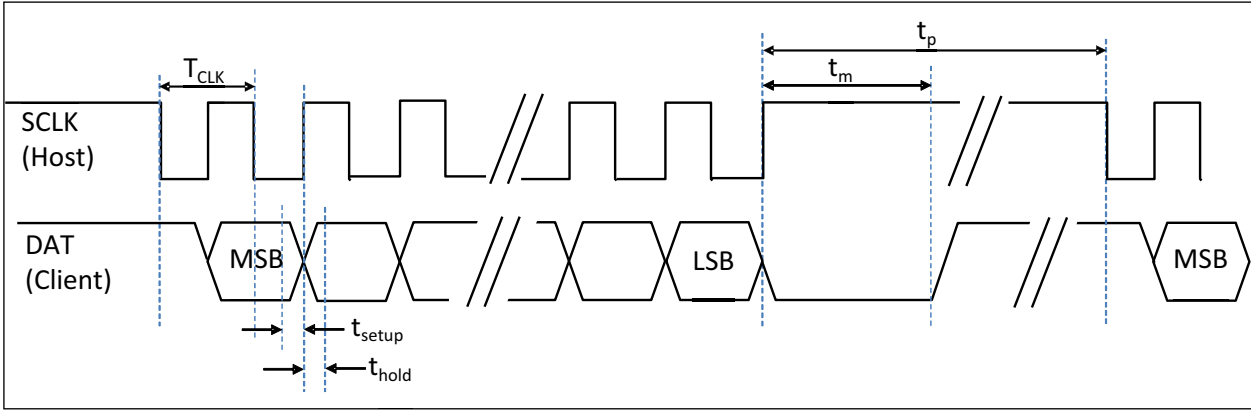 t_p
T_CLK
t_m
SCLK
(Host)
DAT
(Client)
MSB
LSB
MSB
t_setup
t_hold